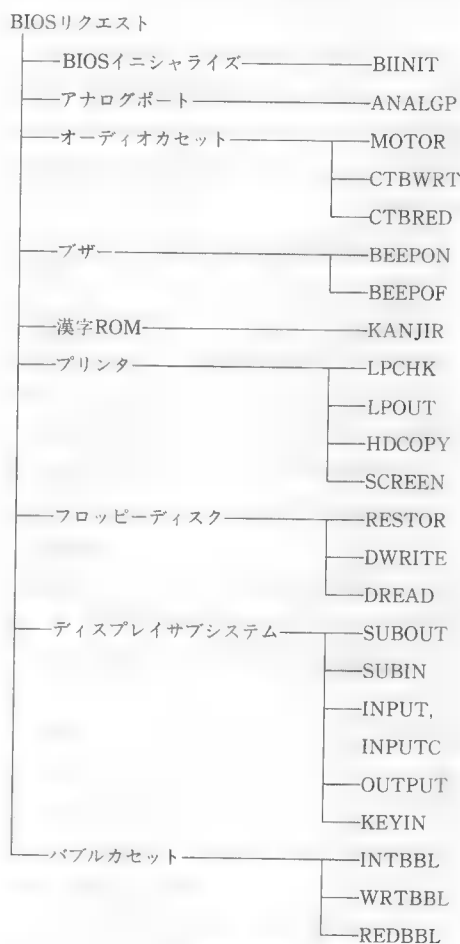 BIOSリクエスト
BIOSイニシャライズ BIINIT
アナログポート ANALGP
オーディオカセット MOTOR
CTBWRT
CTBRED
ブザー BEEPON
BEEPOF
漢字ROM KANJIR
プリンタ LPCHK
LPOUT
HDCOPY
SCREEN
フロッピーディスク RESTOR
DWRITE
DREAD
ディスプレイサブシステム SUBOUT
SUBIN
INPUT,
INPUTC
OUTPUT
KEYIN
バブルカセット INTBBL
WRTBBL
REDBBL